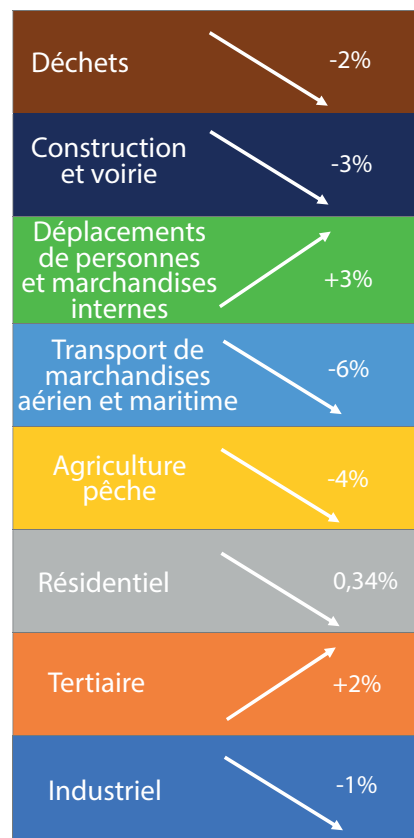 Déchets
-2%
Construction
et voirie
-3%
Déplacements
de personnes
et marchandises
internes
+3%
Transport de
marchandises
aérien et maritime
-6%
Agriculture
pêche
-4%
Résidentiel
0,34%
Tertiaire
+2%
Industriel
-1%